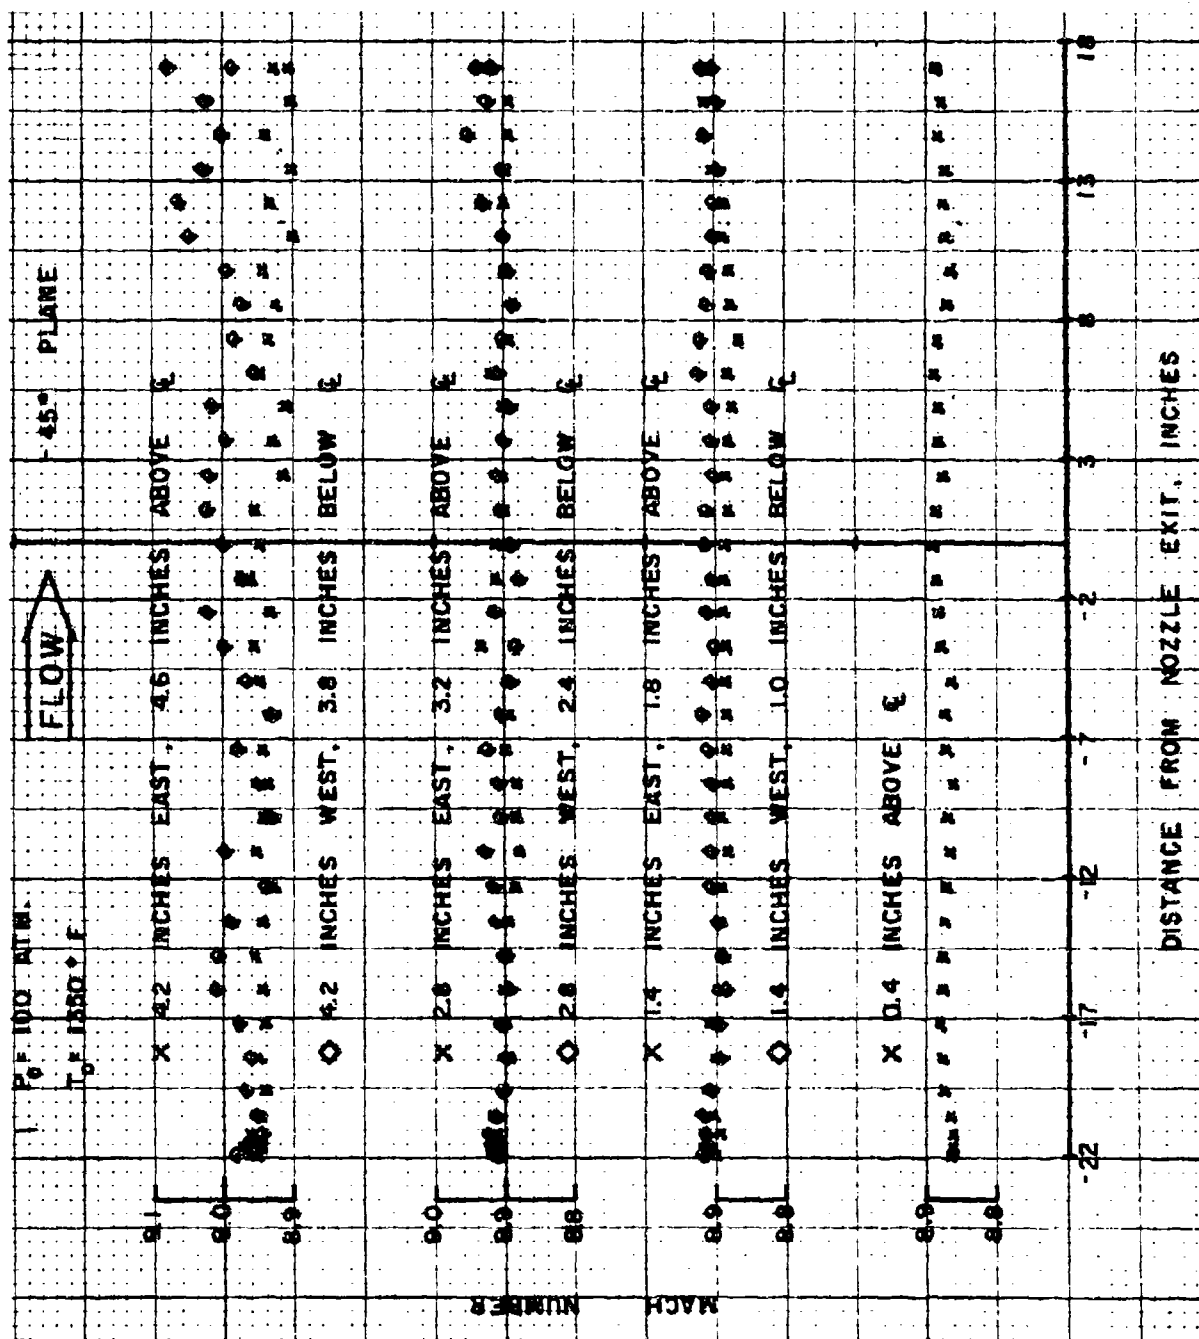 P₀= 100 ATM.
T₀= 1350 ° F
FLOW
-45° PLANE
X 4.2 INCHES EAST, 4.6 INCHES ABOVE ℄
◇ 4.2 INCHES WEST, 3.8 INCHES BELOW ℄
X 2.8 INCHES EAST, 3.2 INCHES ABOVE ℄
◇ 2.8 INCHES WEST, 2.4 INCHES BELOW ℄
X 1.4 INCHES EAST, 1.8 INCHES ABOVE ℄
◇ 1.4 INCHES WEST, 1.0 INCHES BELOW ℄
X 0.4 INCHES ABOVE ℄
9.1
9.0
8.9
9.0
8.9
8.8
8.9
8.8
8.9
8.8
MACH NUMBER
-22 -17 -12 -7 -2 3 8 13 18
DISTANCE FROM NOZZLE EXIT, INCHES